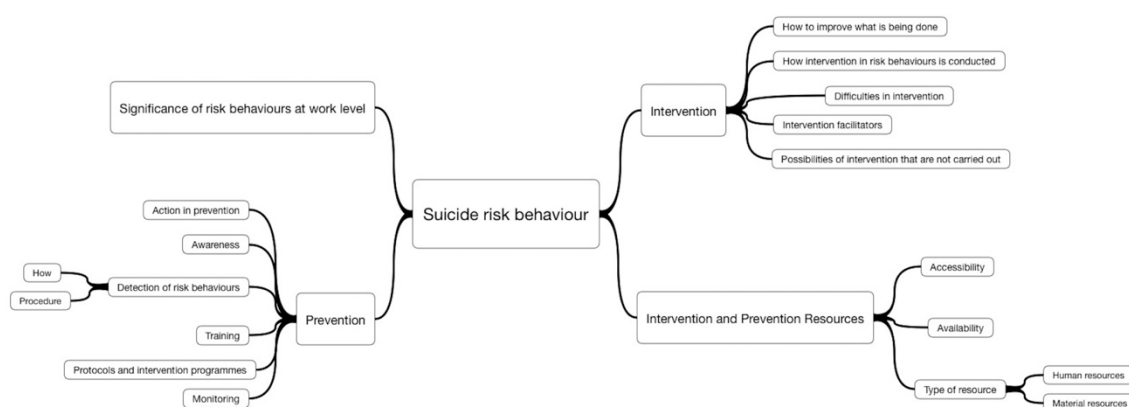 Suicide risk behaviour
Significance of risk behaviours at work level
Prevention
Action in prevention
Awareness
Detection of risk behaviours
How
Procedure
Training
Protocols and intervention programmes
Monitoring
Intervention
How to improve what is being done
How intervention in risk behaviours is conducted
Difficulties in intervention
Intervention facilitators
Possibilities of intervention that are not carried out
Intervention and Prevention Resources
Accessibility
Availability
Type of resource
Human resources
Material resources